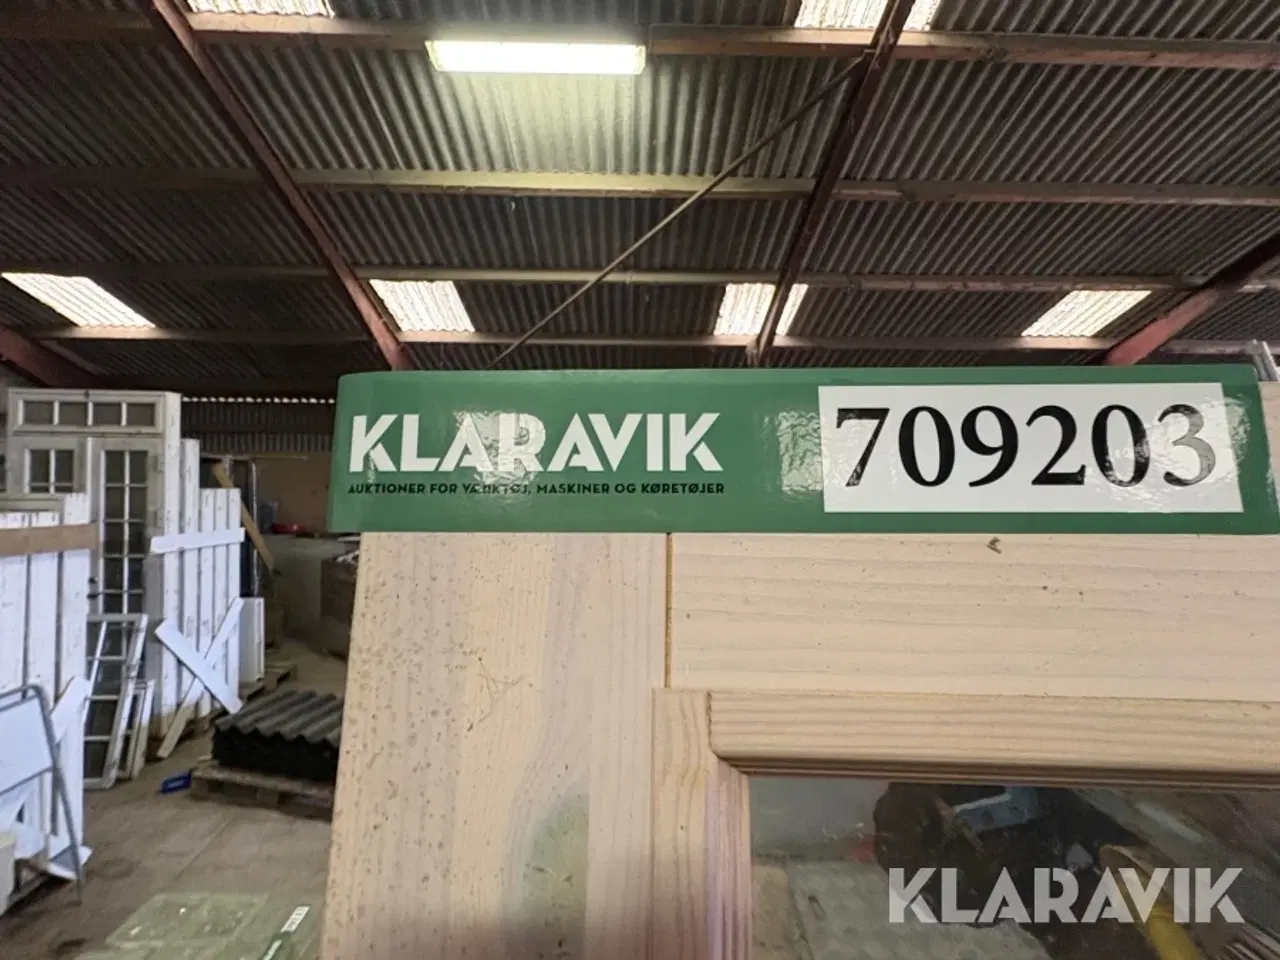 KLARAVIK
AUKTIONER FOR VÆRKTØJ, MASKINER OG KØRETØJER
709203
KLARAVIK